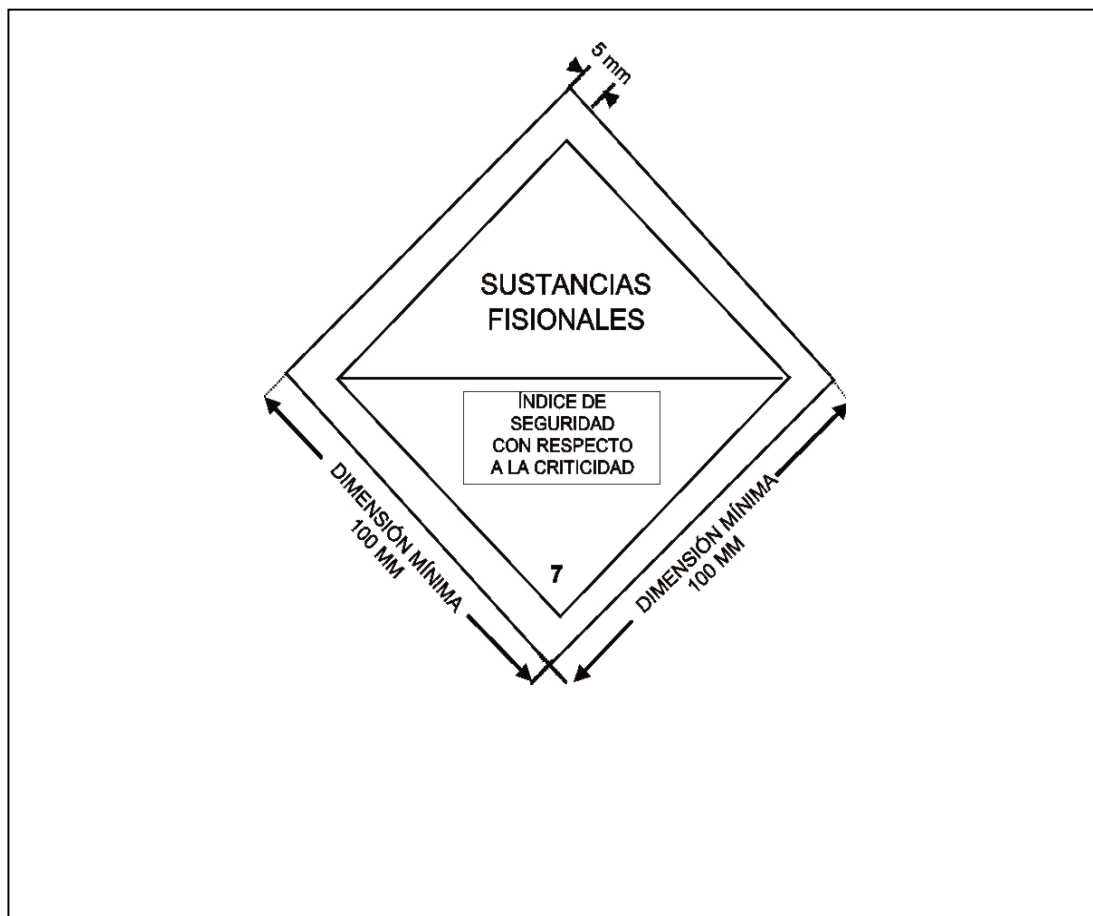 5 mm
SUSTANCIAS
FISIONALES
ÍNDICE DE
SEGURIDAD
CON RESPECTO
A LA CRITICIDAD
7
DIMENSIÓN MÍNIMA
100 MM
DIMENSIÓN MÍNIMA
100 MM